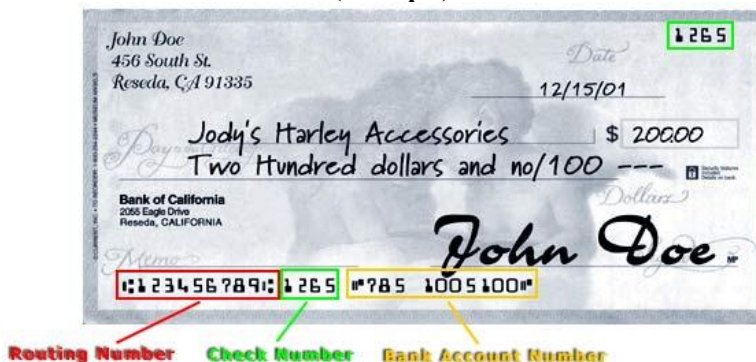 John Doe
1265
456 South St.
Date
Reseda, CA 91335
12/15/01
Jody's Harley Accessories $ 200.00
Two Hundred dollars and no/100 ---
Bank of California
Dollars
2055 Eagle Drive
Reseda, CALIFORNIA
Memo
John Doe
MP
⑆123456789⑆ 1265 ⑈785 1005100⑈
Routing Number Check Number Bank Account Number